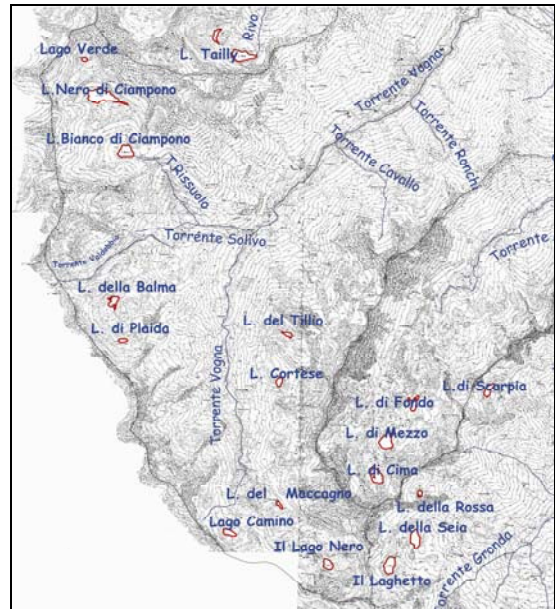 Rivo
Lago Verde
L. Tailly
L.Nero di Ciampono
Torrente Vogna
L.Bianco di Ciampono
Torrente Cavallo
Torrente Ronchi
T.Rissuolo
Torrente Solivo
Torrente
Torrente Valdobbia
L. della Balma
L. di Plaida
L. del Tillio
Torrente Vogna
L. Cortese
L.di Scarpia
L. di Fondo
L. di Mezzo
L. di Cima
L. del Maccagno
L. della Rossa
Lago Camino
L. della Seia
Il Lago Nero
Il Laghetto
orrente Gronda